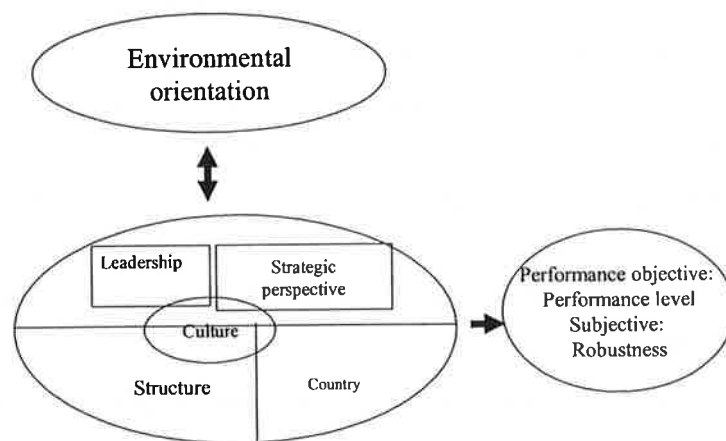 Environmental
orientation
Leadership
Strategic
perspective
Culture
Structure
Country
Performance objective:
Performance level
Subjective:
Robustness